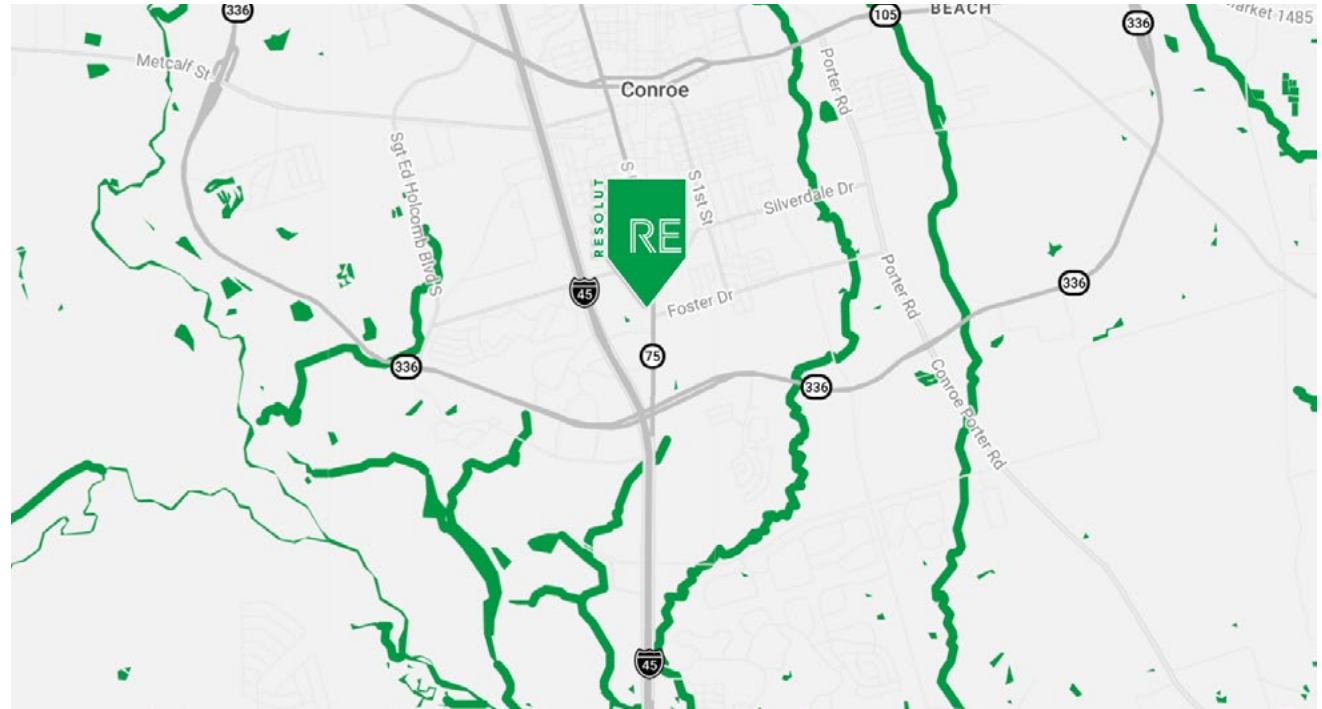 336
105
BEACH
336
Market 1485
Metcalf St
Porter Rd
Conroe
Sgt Ed Holcomb Blvd S
S 1st St
RESOLUT
RE
Silverdale Dr
Porter Rd
45
336
Foster Dr
75
336
336
Conroe Porter Rd
45